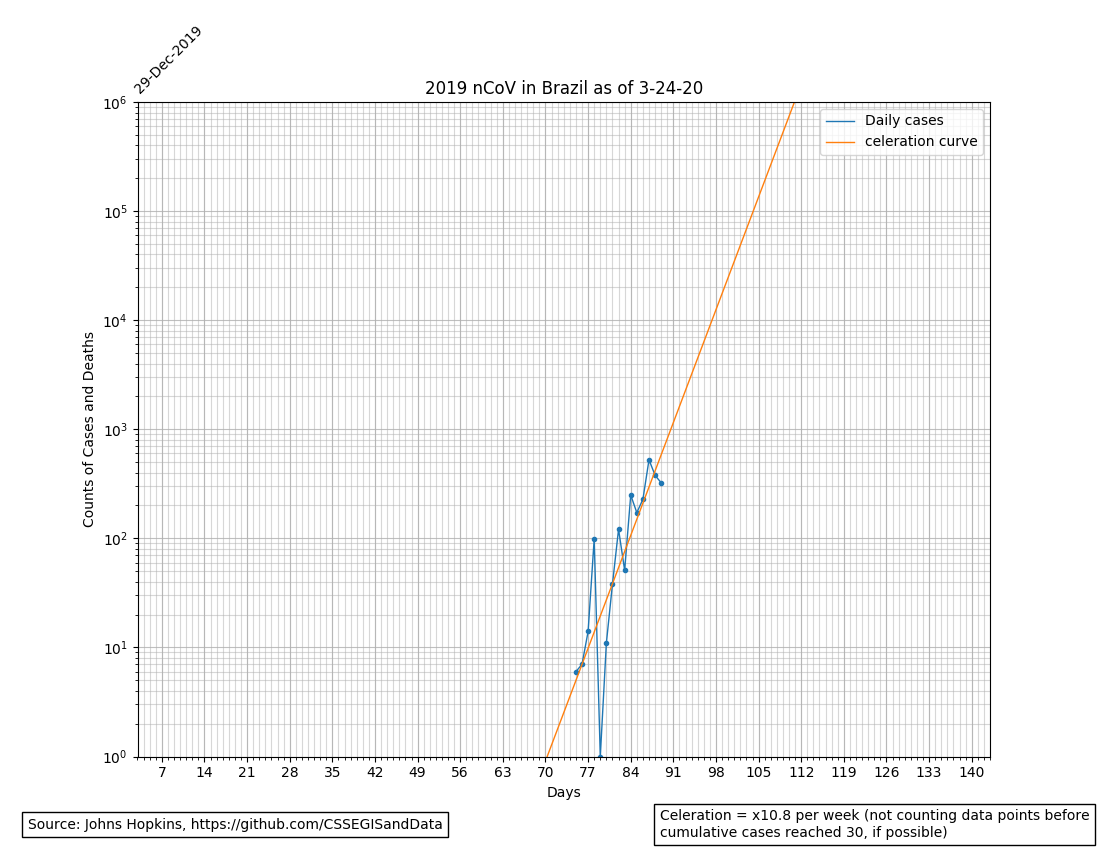 29-Dec-2019
2019 nCoV in Brazil as of 3-24-20
Daily cases
celeration curve
10^6
10^5
10^4
10^3
10^2
10^1
10^0
Counts of Cases and Deaths
7 14 21 28 35 42 49 56 63 70 77 84 91 98 105 112 119 126 133 140
Days
Source: Johns Hopkins, https://github.com/CSSEGISandData
Celeration = x10.8 per week (not counting data points before
cumulative cases reached 30, if possible)